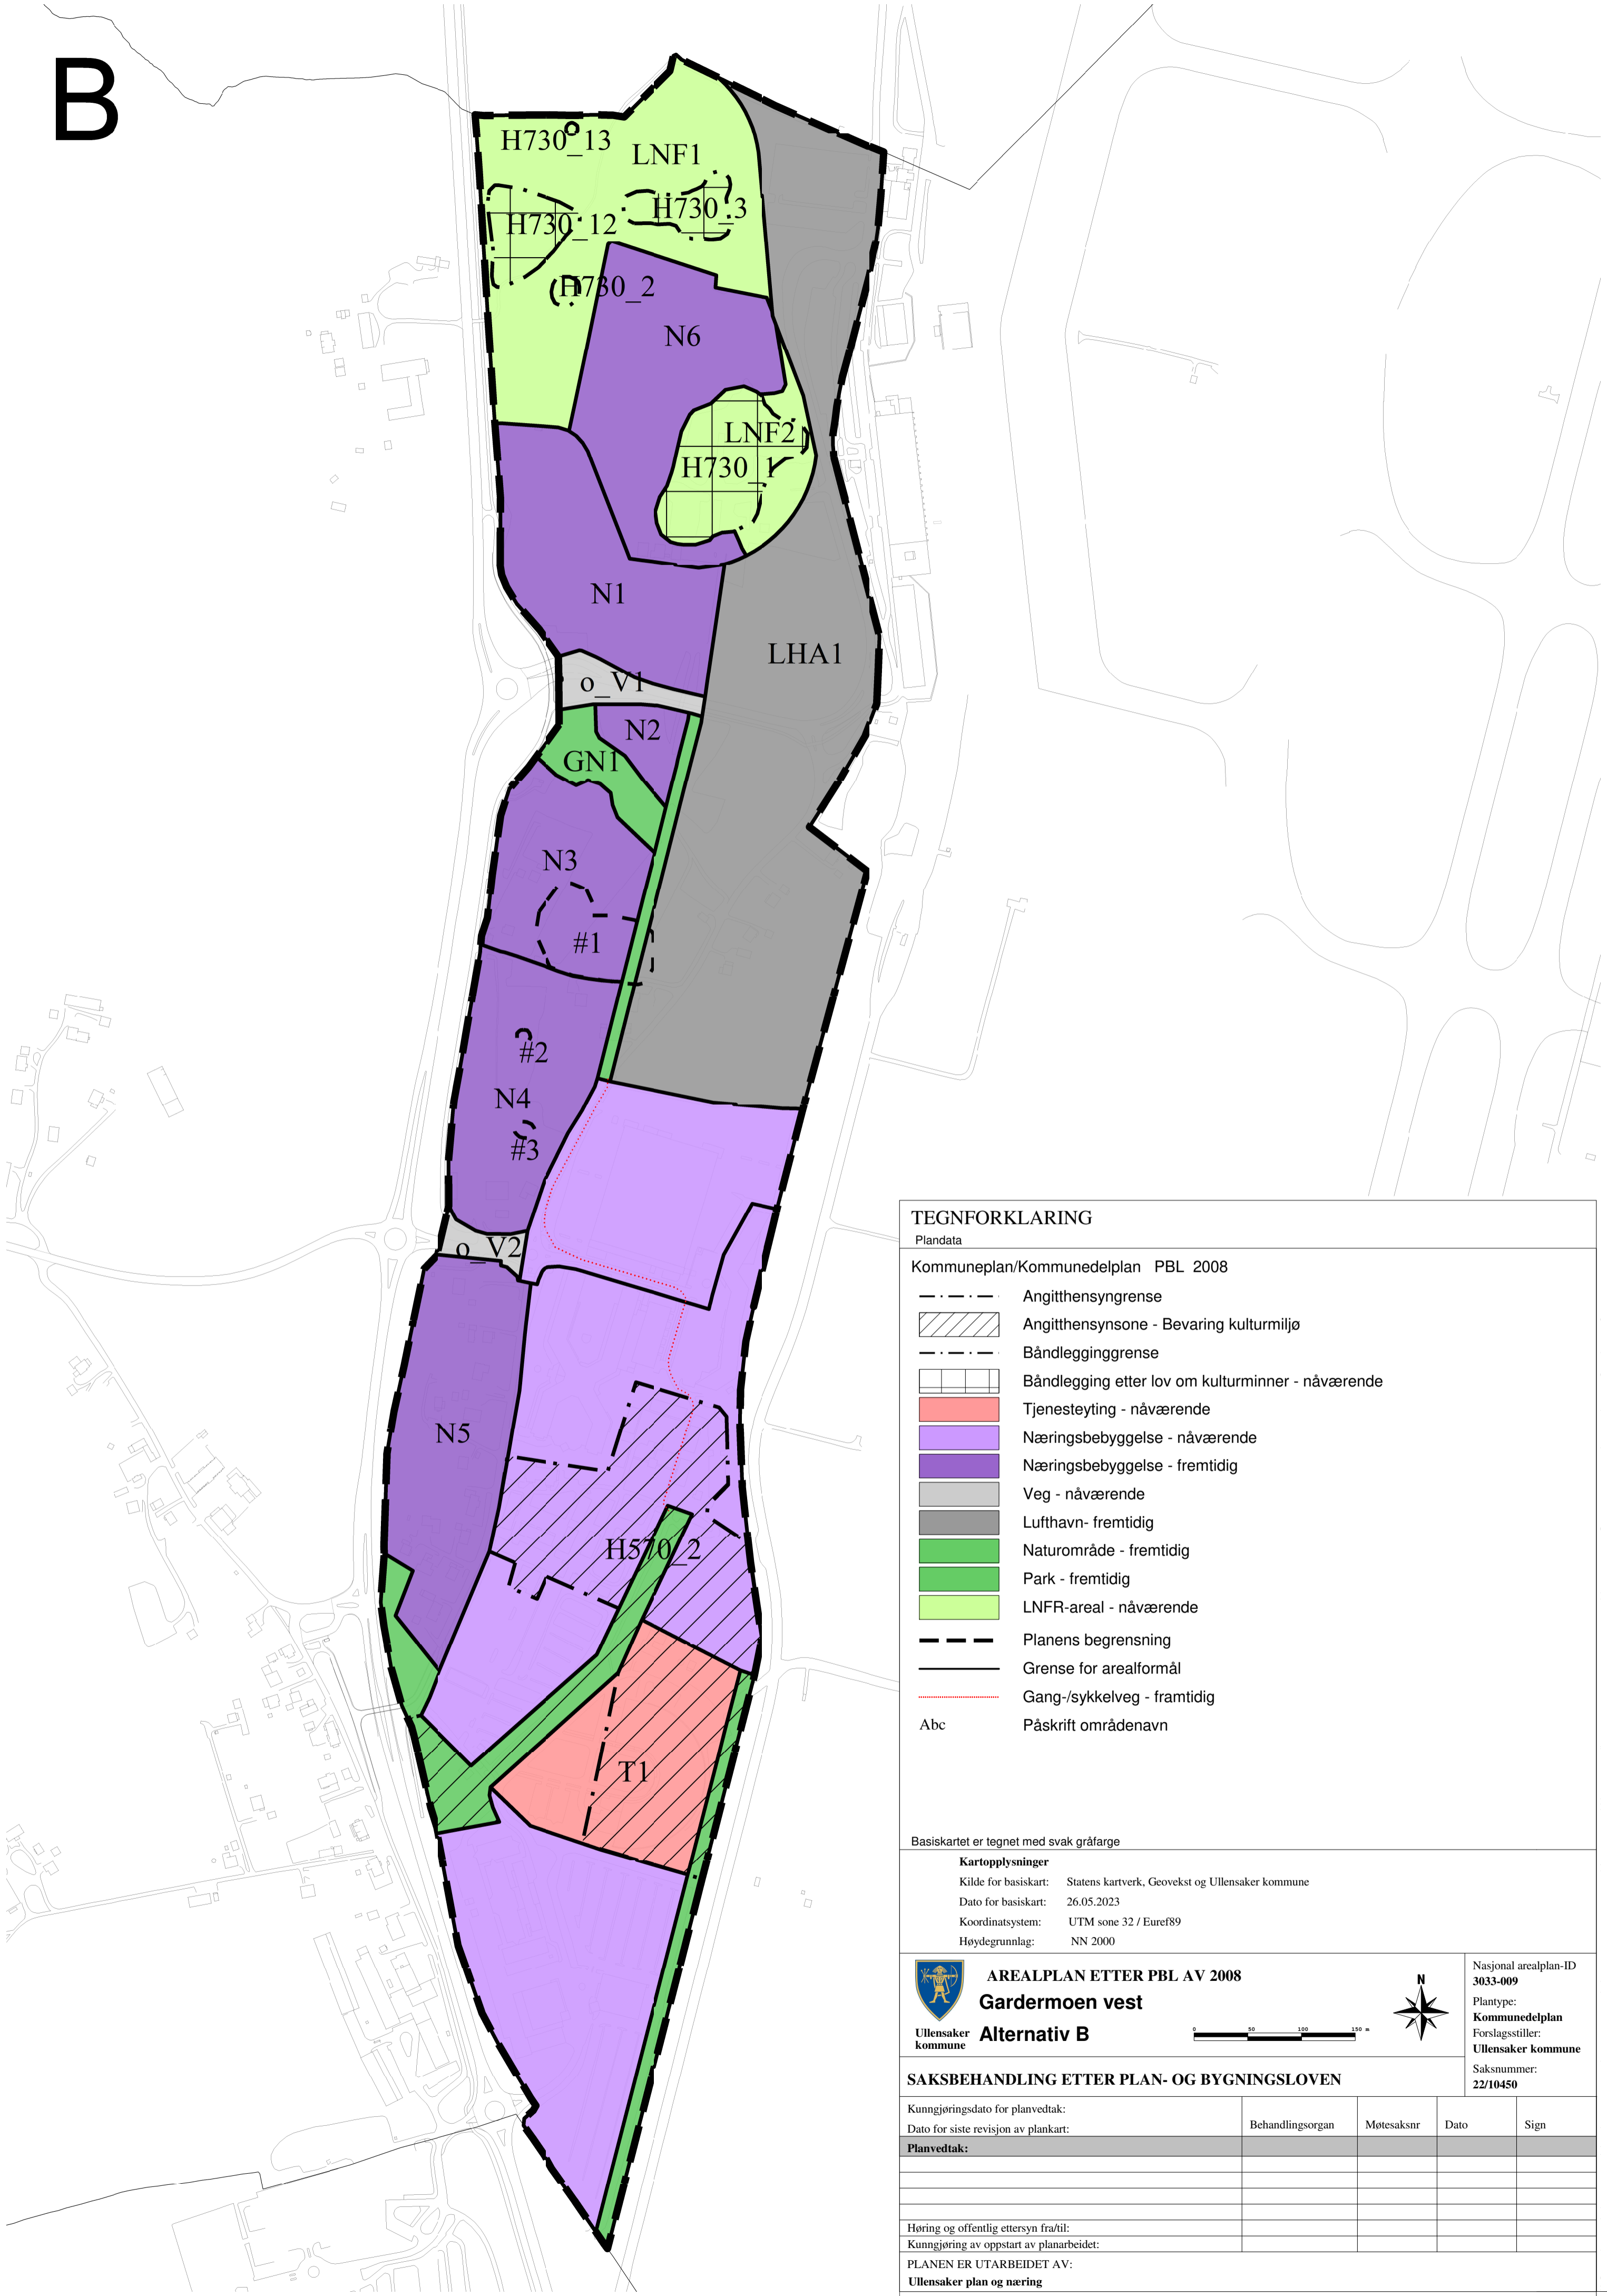 B
H730_13
LNF1
H730_3
H730_12
H730_2
N6
LNF2
H730_1
N1
LHA1
o_V1
N2
GN1
N3
#1
#2
N4
#3
o_V2
N5
H570_2
T1
TEGNFORKLARING
Plandata
Kommuneplan/Kommunedelplan PBL 2008
Angitthensyngrense
Angitthensynsone - Bevaring kulturmiljø
Båndlegginggrense
Båndlegging etter lov om kulturminner - nåværende
Tjenesteyting - nåværende
Næringsbebyggelse - nåværende
Næringsbebyggelse - fremtidig
Veg - nåværende
Lufthavn- fremtidig
Naturområde - fremtidig
Park - fremtidig
LNFR-areal - nåværende
Planens begrensning
Grense for arealformål
Gang-/sykkelveg - framtidig
Abc Påskrift områdenavn
Basiskartet er tegnet med svak gråfarge
Kartopplysninger
Kilde for basiskart: Statens kartverk, Geovekst og Ullensaker kommune
Dato for basiskart: 26.05.2023
Koordinatsystem: UTM sone 32 / Euref89
Høydegrunnlag: NN 2000
AREALPLAN ETTER PBL AV 2008
Gardermoen vest
Alternativ B
Ullensaker
kommune
0 50 100 150 m
N
Nasjonal arealplan-ID
3033-009
Plantype:
Kommunedelplan
Forslagsstiller:
Ullensaker kommune
Saksnummer:
22/10450
SAKSBEHANDLING ETTER PLAN- OG BYGNINGSLOVEN
Kunngjøringsdato for planvedtak:
Dato for siste revisjon av plankart:
Behandlingsorgan Møtesaksnr Dato Sign
Planvedtak:
Høring og offentlig ettersyn fra/til:
Kunngjøring av oppstart av planarbeidet:
PLANEN ER UTARBEIDET AV:
Ullensaker plan og næring